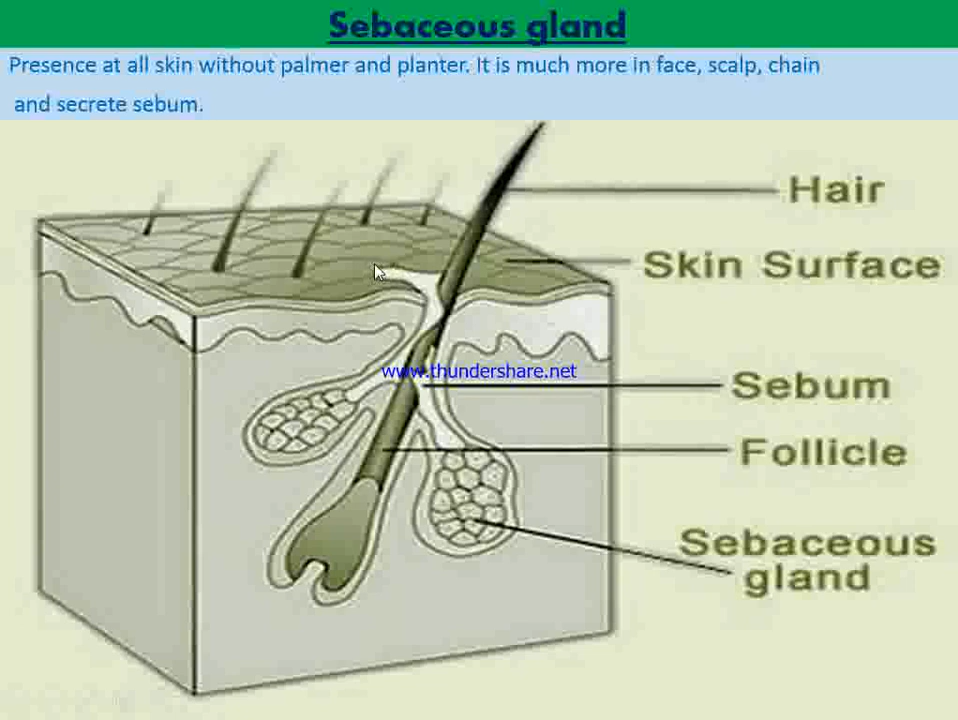 Sebaceous gland
Presence at all skin without palmer and planter. It is much more in face, scalp, chain
and secrete sebum.
Hair
Skin Surface
www.thundershare.net
Sebum
Follicle
Sebaceous
gland